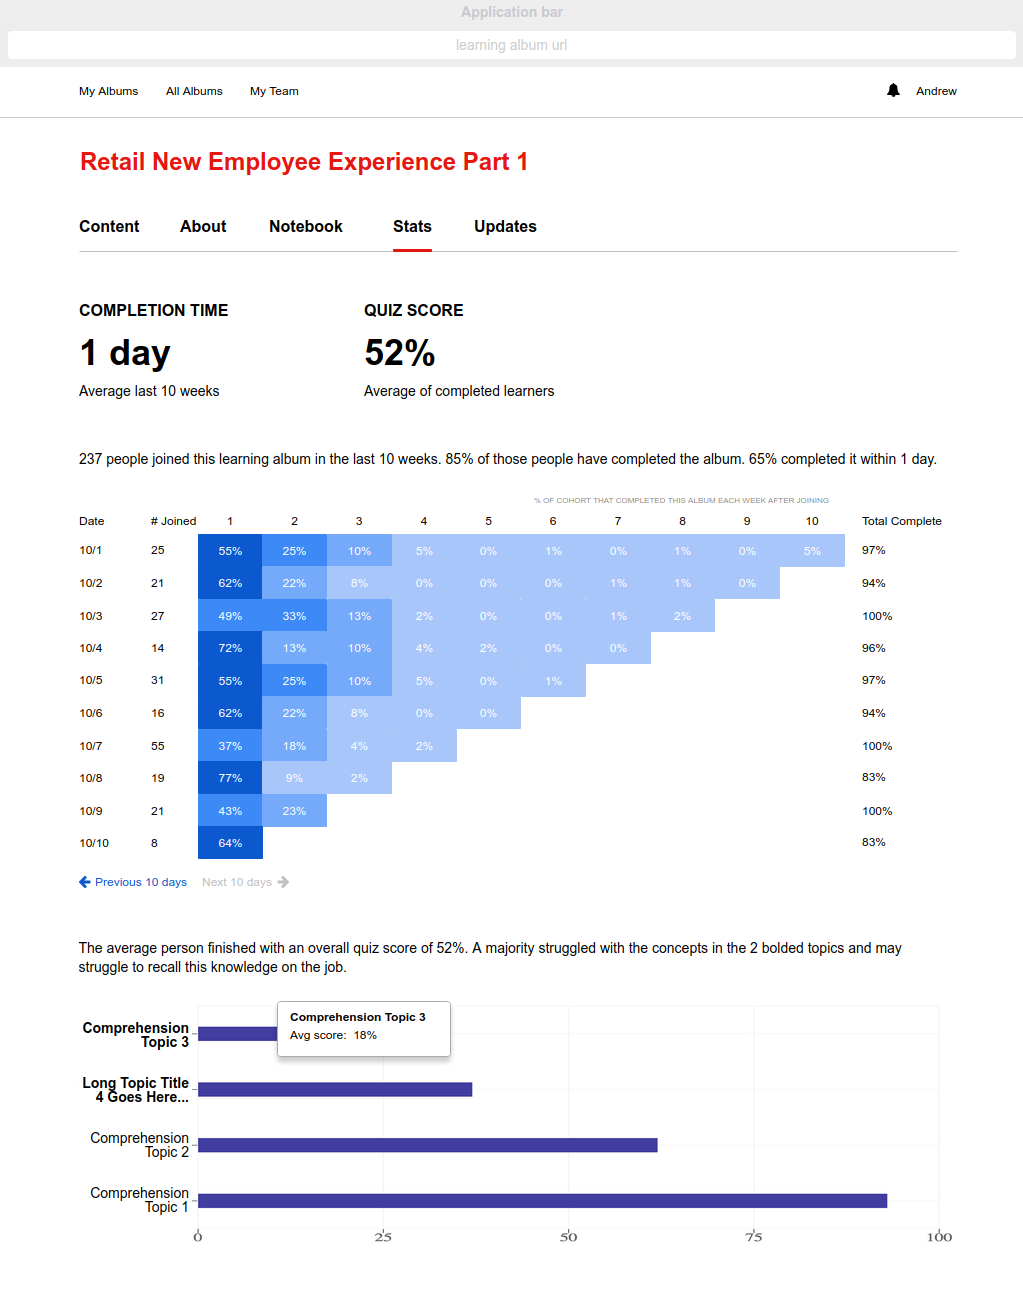 Application bar
learning album url
My Albums All Albums My Team Andrew
Retail New Employee Experience Part 1
Content About Notebook Stats Updates
COMPLETION TIME QUIZ SCORE
1 day 52%
Average last 10 weeks Average of completed learners
237 people joined this learning album in the last 10 weeks. 85% of those people have completed the album. 65% completed it within 1 day.
% OF COHORT THAT COMPLETED THIS ALBUM EACH WEEK AFTER JOINING
Date # Joined 1 2 3 4 5 6 7 8 9 10 Total Complete
10/1 25 55% 25% 10% 5% 0% 1% 0% 1% 0% 5% 97%
10/2 21 62% 22% 8% 0% 0% 0% 1% 1% 0% 94%
10/3 27 49% 33% 13% 2% 0% 0% 1% 2% 100%
10/4 14 72% 13% 10% 4% 2% 0% 0% 96%
10/5 31 55% 25% 10% 5% 0% 1% 97%
10/6 16 62% 22% 8% 0% 0% 94%
10/7 55 37% 18% 4% 2% 100%
10/8 19 77% 9% 2% 83%
10/9 21 43% 23% 100%
10/10 8 64% 83%
Previous 10 days Next 10 days
The average person finished with an overall quiz score of 52%. A majority struggled with the concepts in the 2 bolded topics and may
struggle to recall this knowledge on the job.
Comprehension
Topic 3
Comprehension Topic 3
Avg score: 18%
Long Topic Title
4 Goes Here...
Comprehension
Topic 2
Comprehension
Topic 1
0 25 50 75 100